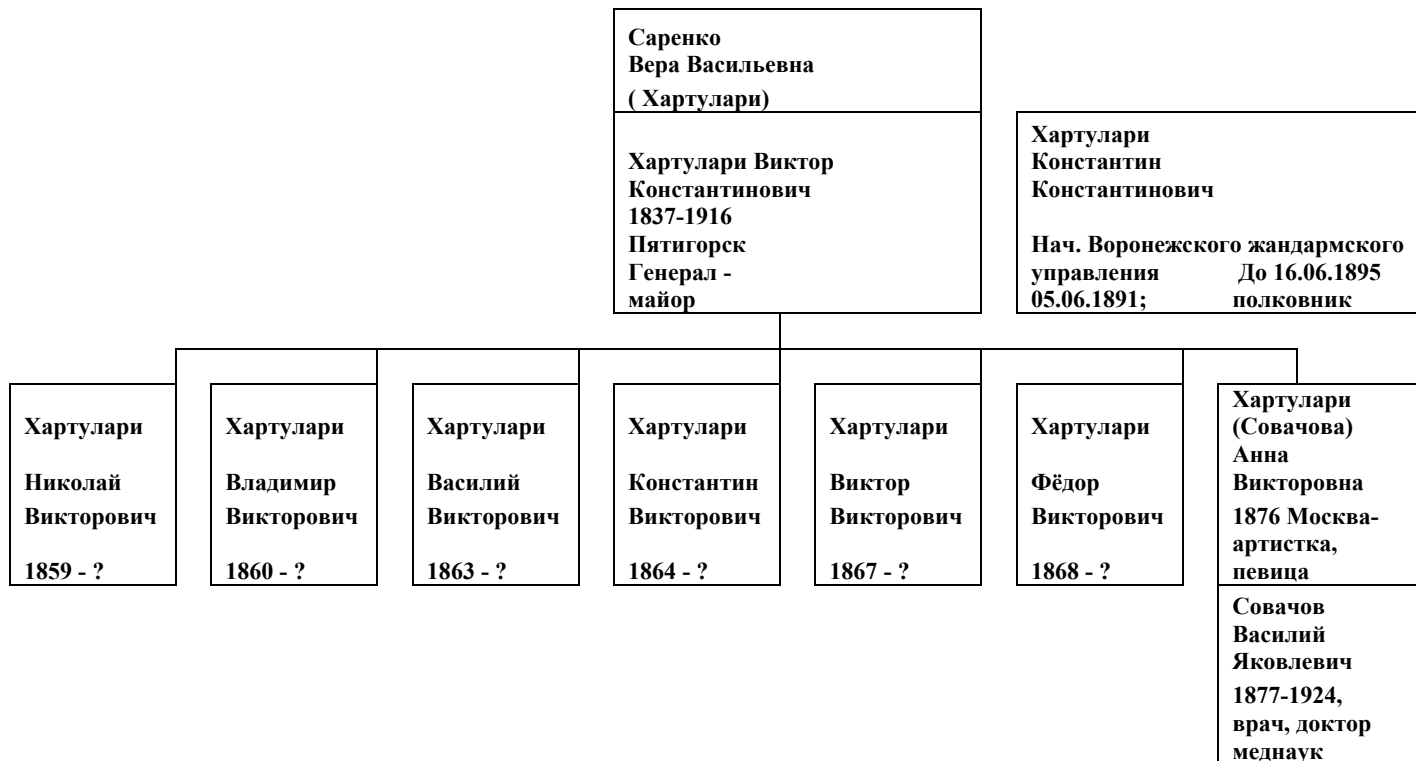 Саренко
Вера Васильевна
( Хартулари)
Хартулари Виктор
Константинович
1837-1916
Пятигорск
Генерал -
майор
Хартулари
Константин
Константинович
Нач. Воронежского жандармского
управления До 16.06.1895
05.06.1891; полковник
Хартулари
Николай
Викторович
1859 - ?
Хартулари
Владимир
Викторович
1860 - ?
Хартулари
Василий
Викторович
1863 - ?
Хартулари
Константин
Викторович
1864 - ?
Хартулари
Виктор
Викторович
1867 - ?
Хартулари
Фёдор
Викторович
1868 - ?
Хартулари
(Совачова)
Анна
Викторовна
1876 Москва-
артистка,
певица
Совачов
Василий
Яковлевич
1877-1924,
врач, доктор
меднаук